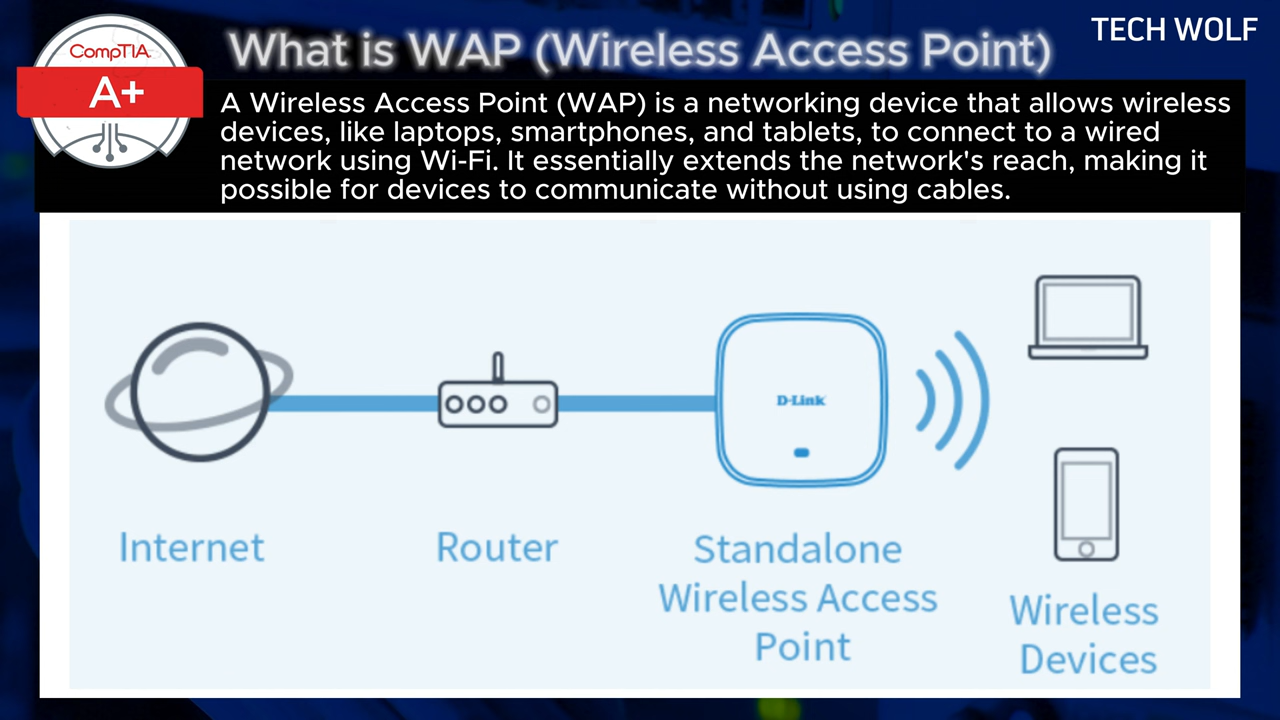 CompTIA.
A+
What is WAP (Wireless Access Point)
TECH WOLF
A Wireless Access Point (WAP) is a networking device that allows wireless
devices, like laptops, smartphones, and tablets, to connect to a wired
network using Wi-Fi. It essentially extends the network's reach, making it
possible for devices to communicate without using cables.
D-Link
Internet
Router
Standalone
Wireless Access
Point
Wireless
Devices